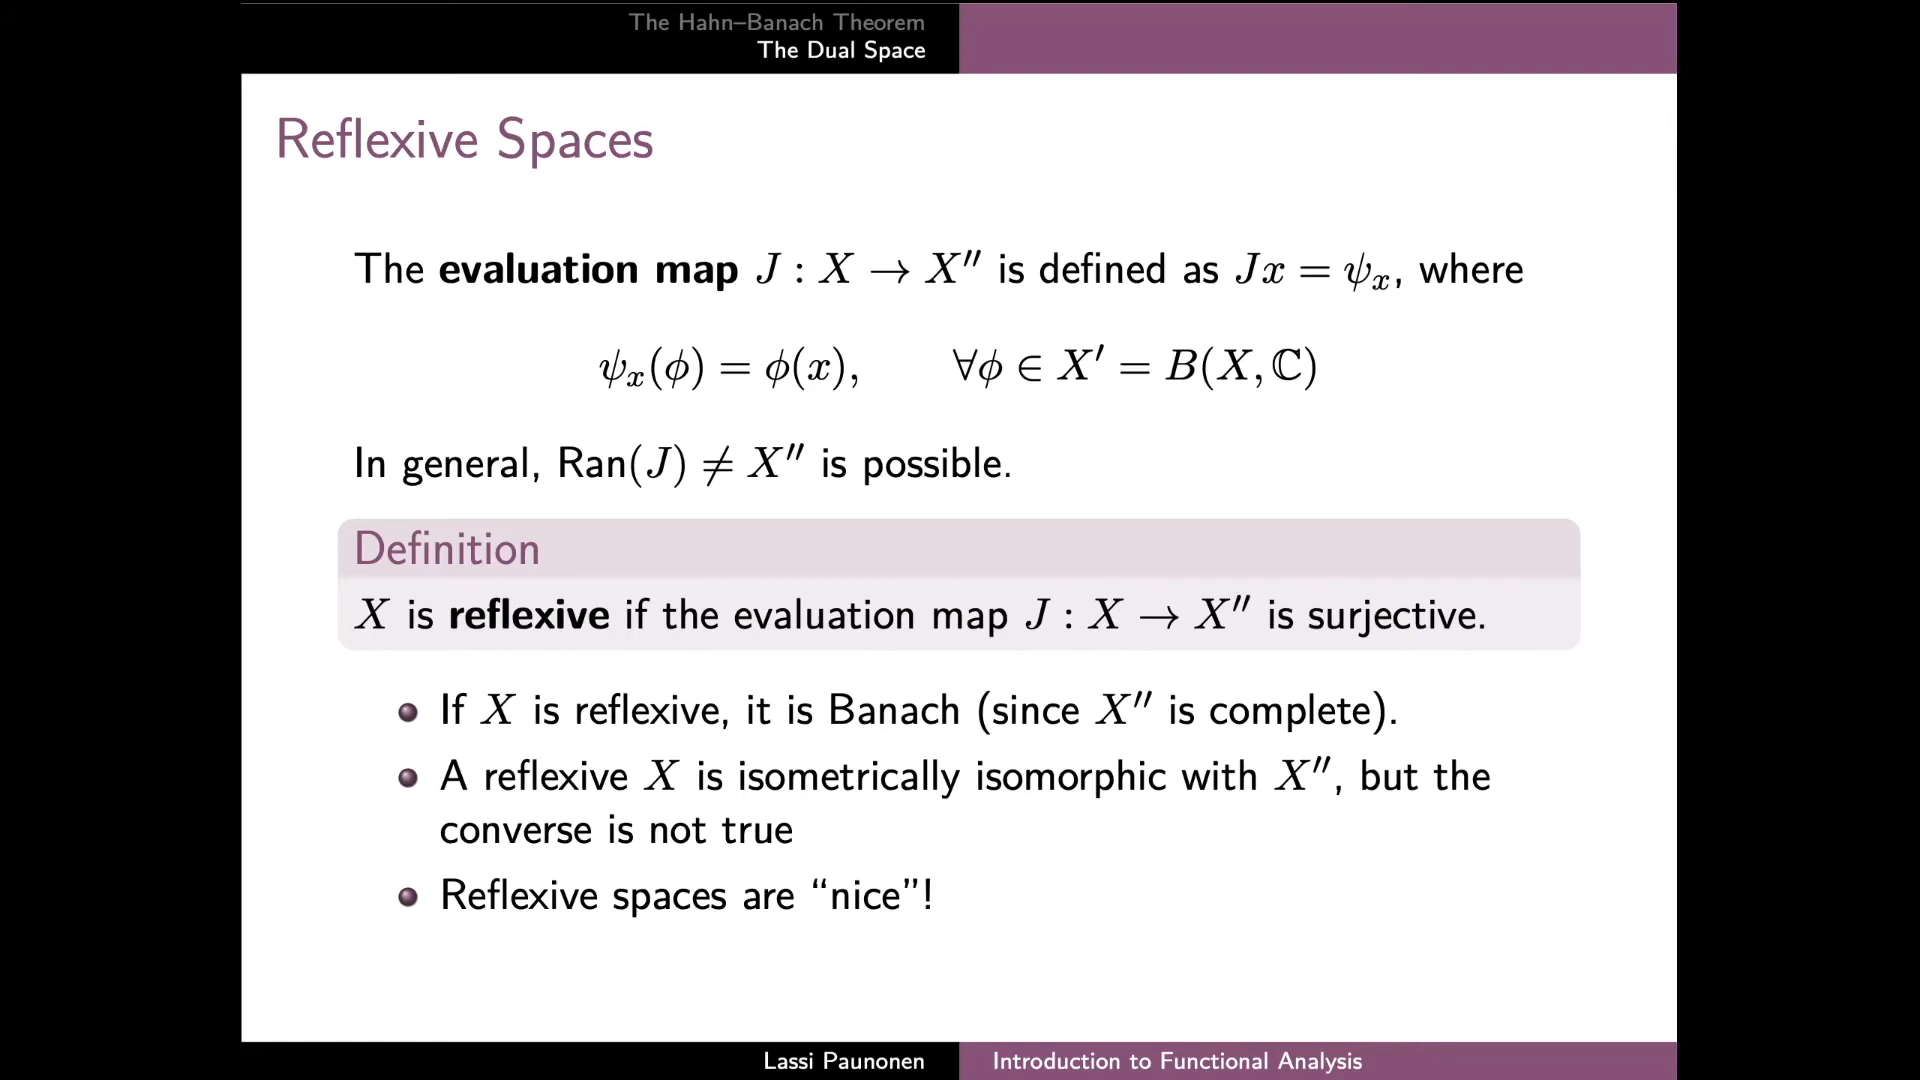 The Hahn–Banach Theorem
The Dual Space
Reflexive Spaces
The evaluation map J : X → X′′ is defined as Jx = ψₓ, where
ψₓ(ϕ) = ϕ(x), ∀ϕ ∈ X′ = B(X, ℂ)
In general, Ran(J) ≠ X′′ is possible.
Definition
X is reflexive if the evaluation map J : X → X′′ is surjective.
If X is reflexive, it is Banach (since X′′ is complete).
A reflexive X is isometrically isomorphic with X′′, but the
converse is not true
Reflexive spaces are “nice”!
Lassi Paunonen
Introduction to Functional Analysis